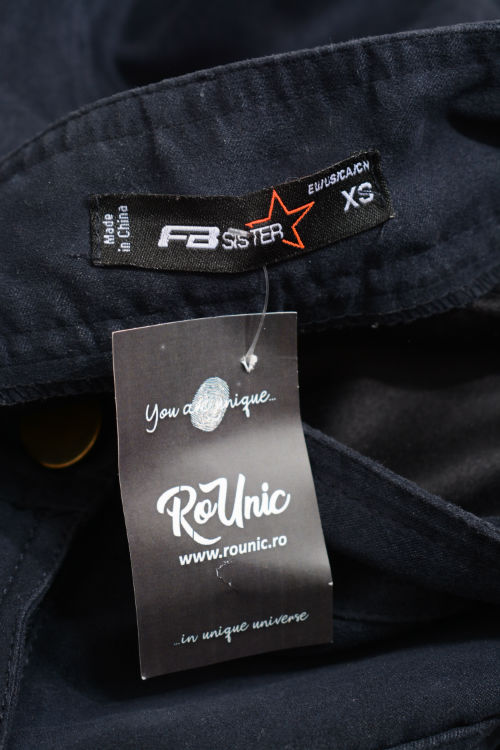 Made
in China
FB SISTER
EU/US/CA/CN
XS
You are unique...
RoUnic
www.rounic.ro
...in unique universe